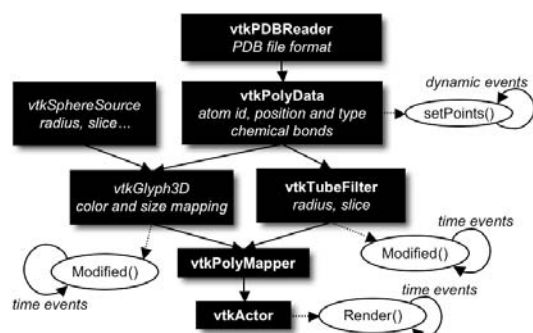 vtkPDBReader
PDB file format
vtkPolyData
atom id, position and type
chemical bonds
dynamic events
setPoints()
vtkSphereSource
radius, slice...
vtkGlyph3D
color and size mapping
vtkTubeFilter
radius, slice
Modified()
time events
vtkPolyMapper
Modified()
time events
vtkActor
Render()
time events